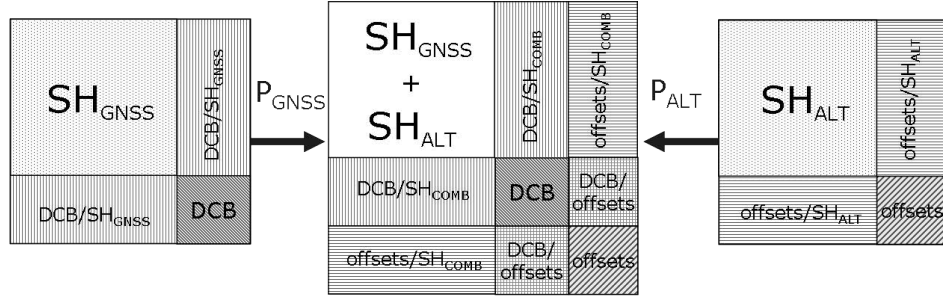 SH_GNSS
DCB/SH_GNSS
DCB/SH_GNSS
DCB
P_GNSS
SH_GNSS
+
SH_ALT
DCB/SH_COMB
offsets/SH_COMB
DCB/SH_COMB
DCB
DCB/
offsets
offsets/SH_COMB
DCB/
offsets
offsets
P_ALT
SH_ALT
offsets/SH_ALT
offsets/SH_ALT
offsets